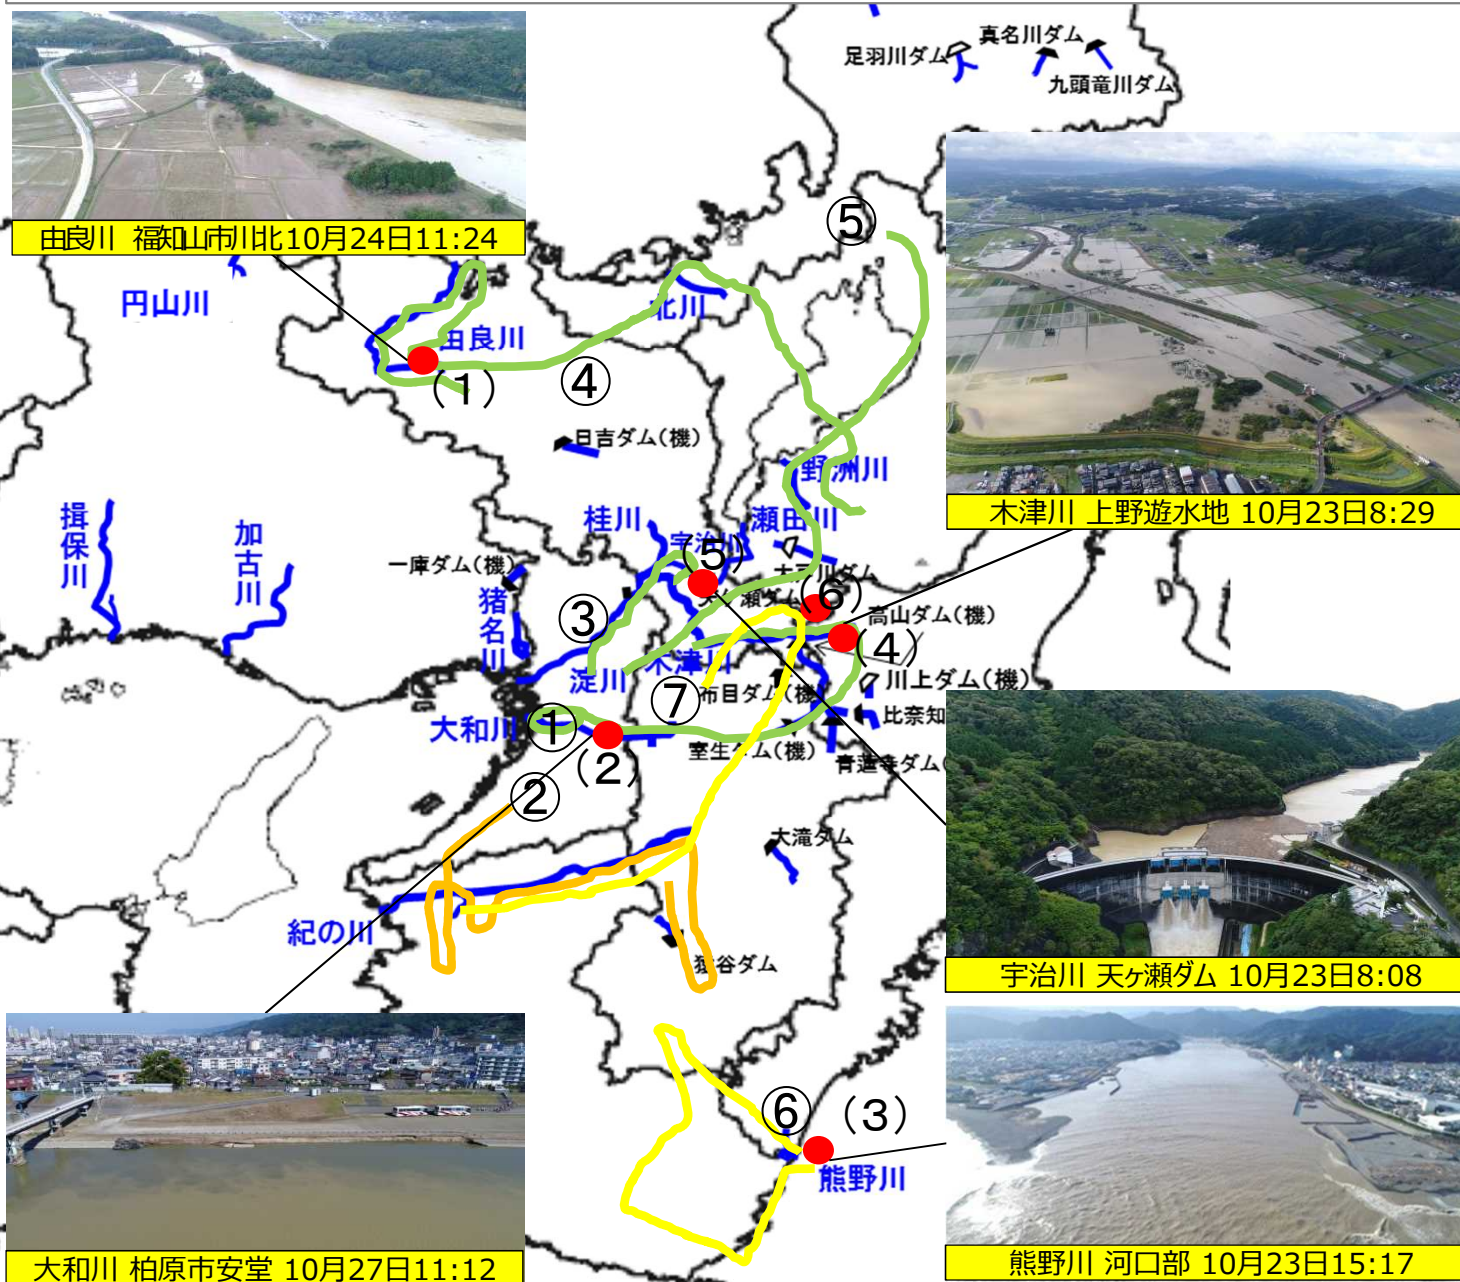 足羽川ダム
真名川ダム
九頭竜川ダム
由良川 福知山市川北10月24日11:24
⑤
円山川
北川
由良川
(1)
④
日吉ダム(機)
野洲川
木津川 上野遊水地 10月23日8:29
揖保川
加古川
桂川
宇治川
瀬田川
(5)
一庫ダム(機)
猪名川
③
(6)
高山ダム(機)
(4)
淀川
木津川
⑦
布目ダム(機)
川上ダム(機)
比奈知
大和川
①
(2)
室生ダム(機)
青蓮寺ダム(
②
大滝ダム
紀の川
猿谷ダム
宇治川 天ヶ瀬ダム 10月23日8:08
⑥
(3)
熊野川
大和川 柏原市安堂 10月27日11:12
熊野川 河口部 10月23日15:17